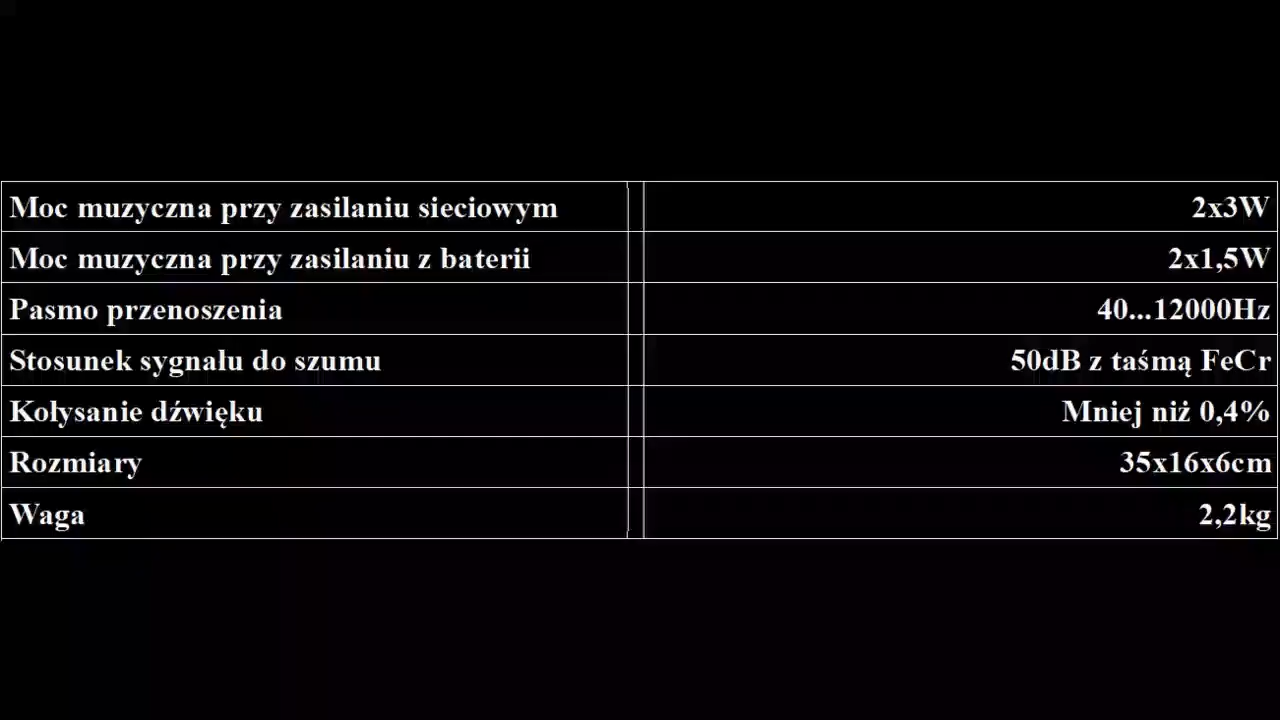 Moc muzyczna przy zasilaniu sieciowym 2x3W
Moc muzyczna przy zasilaniu z baterii 2x1,5W
Pasmo przenoszenia 40...12000Hz
Stosunek sygnału do szumu 50dB z taśmą FeCr
Kołysanie dźwięku Mniej niż 0,4%
Rozmiary 35x16x6cm
Waga 2,2kg